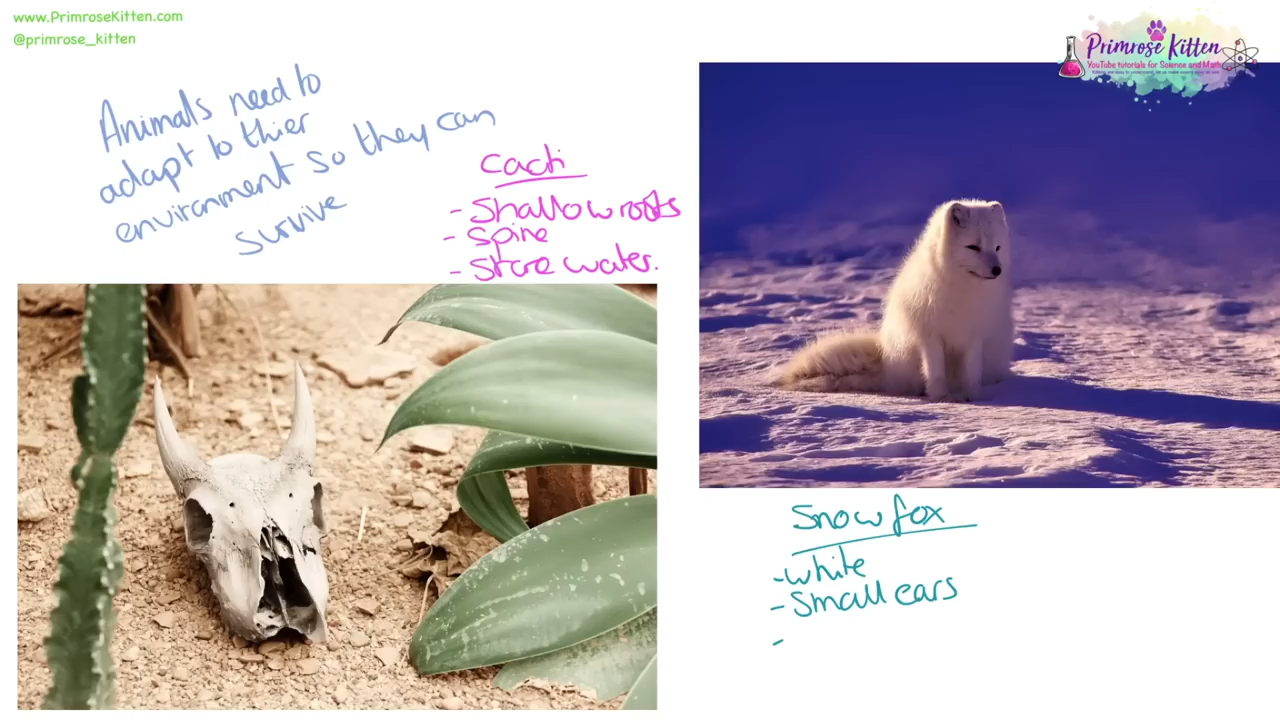 www.PrimroseKitten.com
@primrose_kitten
Primrose Kitten
YouTube tutorials for Science and Math
Animals need to
adapt to thier
environment so they can
survive
Cacti
- Shallow roots
- Spine
- Store water.
Snow fox
- white
- Small ears
-